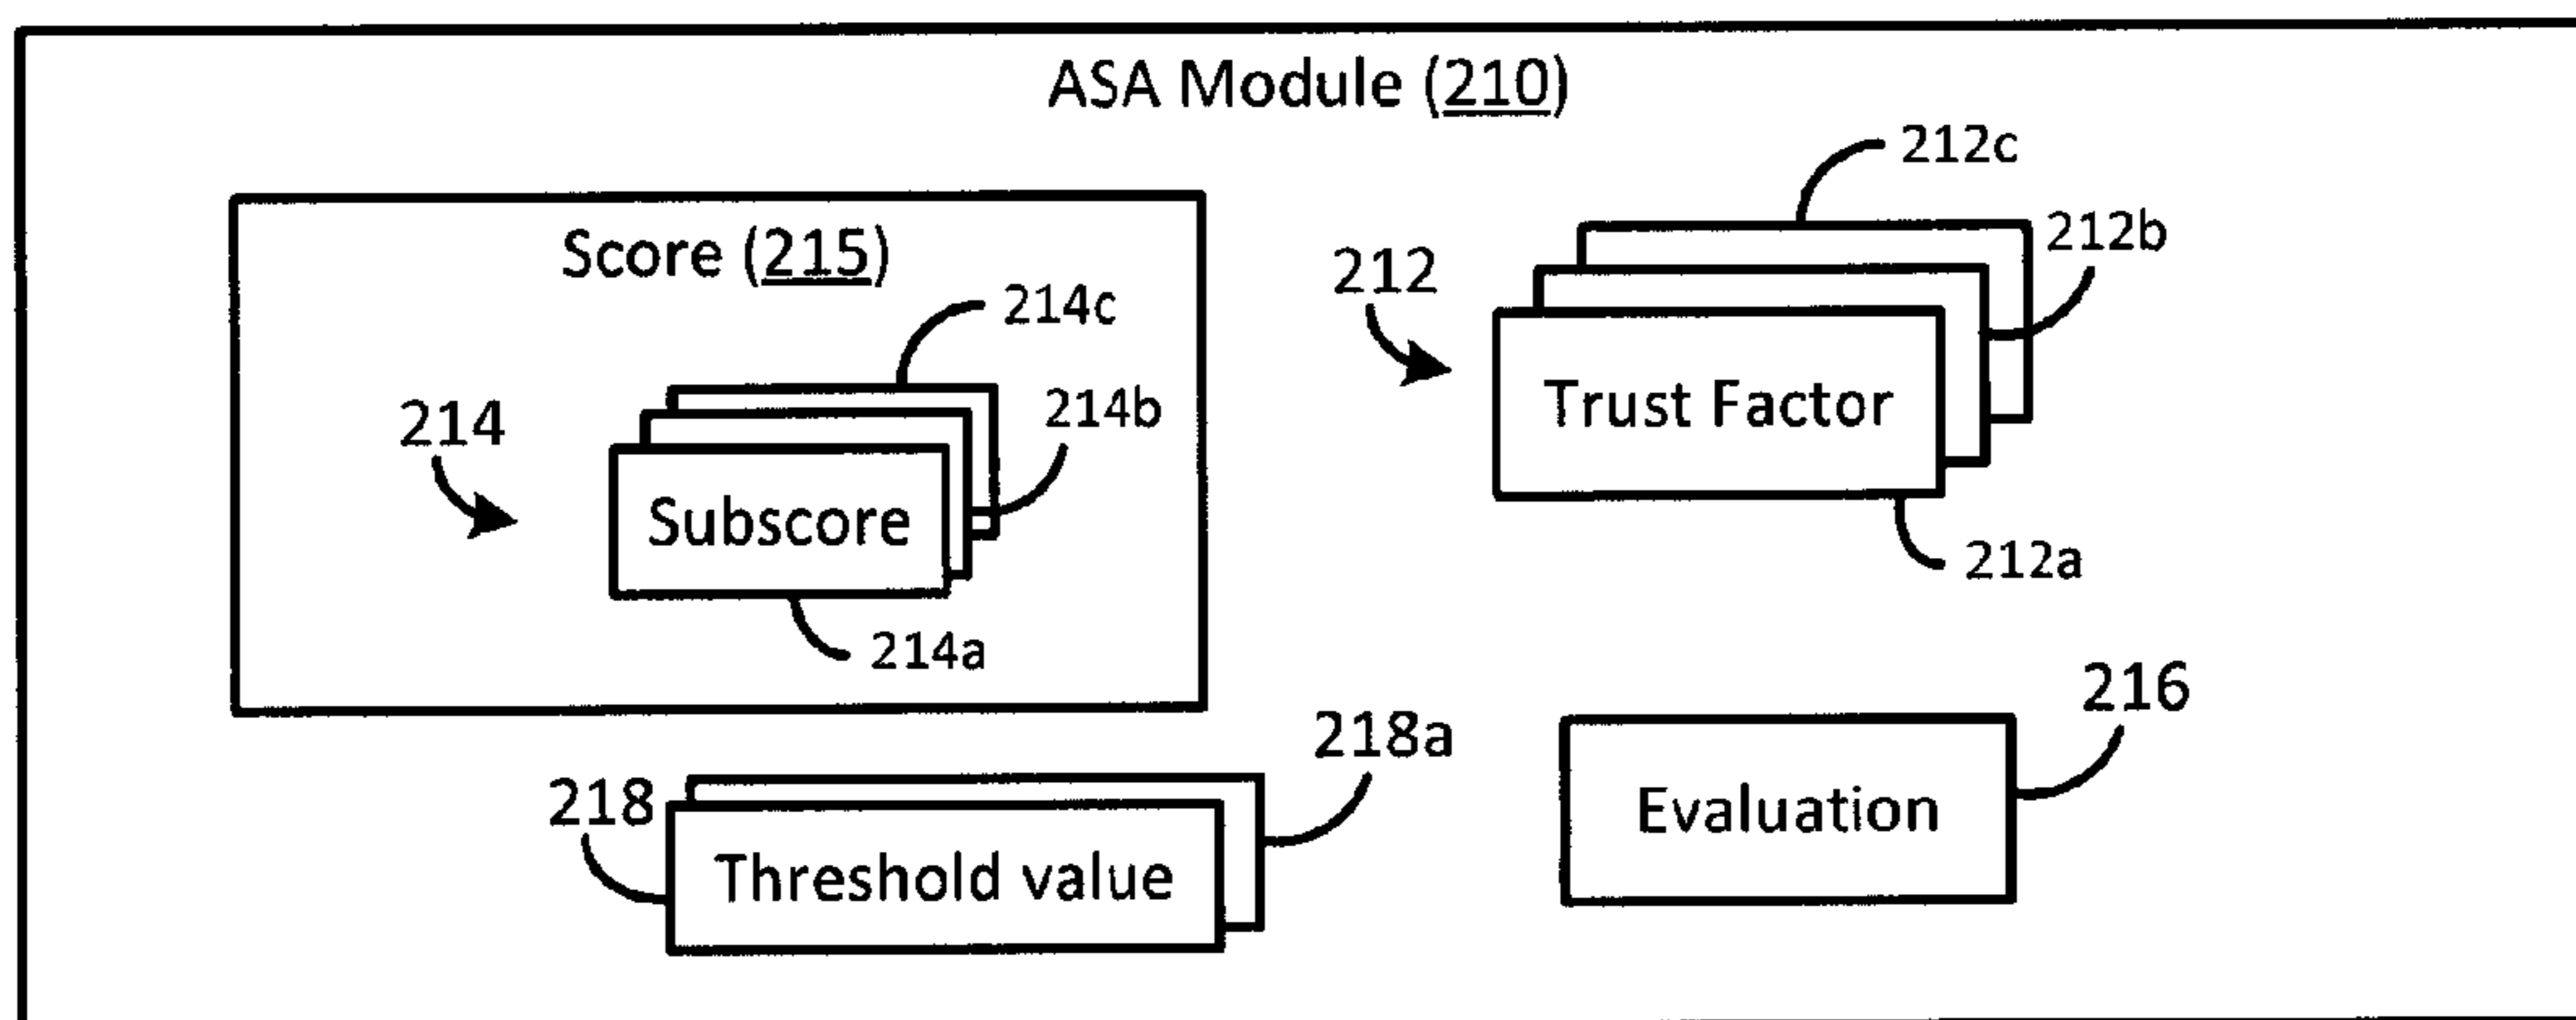 ASA Module (210)
Score (215)
214c
214
214b
Subscore
214a
212c
212b
212
Trust Factor
212a
218
218a
Threshold value
216
Evaluation